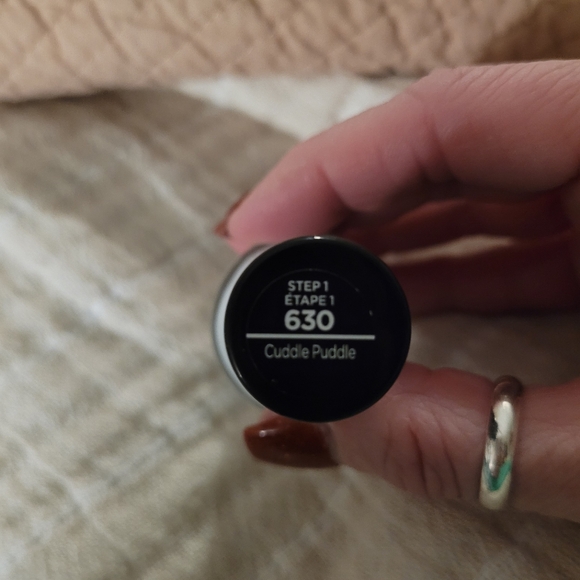 STEP 1
ÉTAPE 1
630
Cuddle Puddle